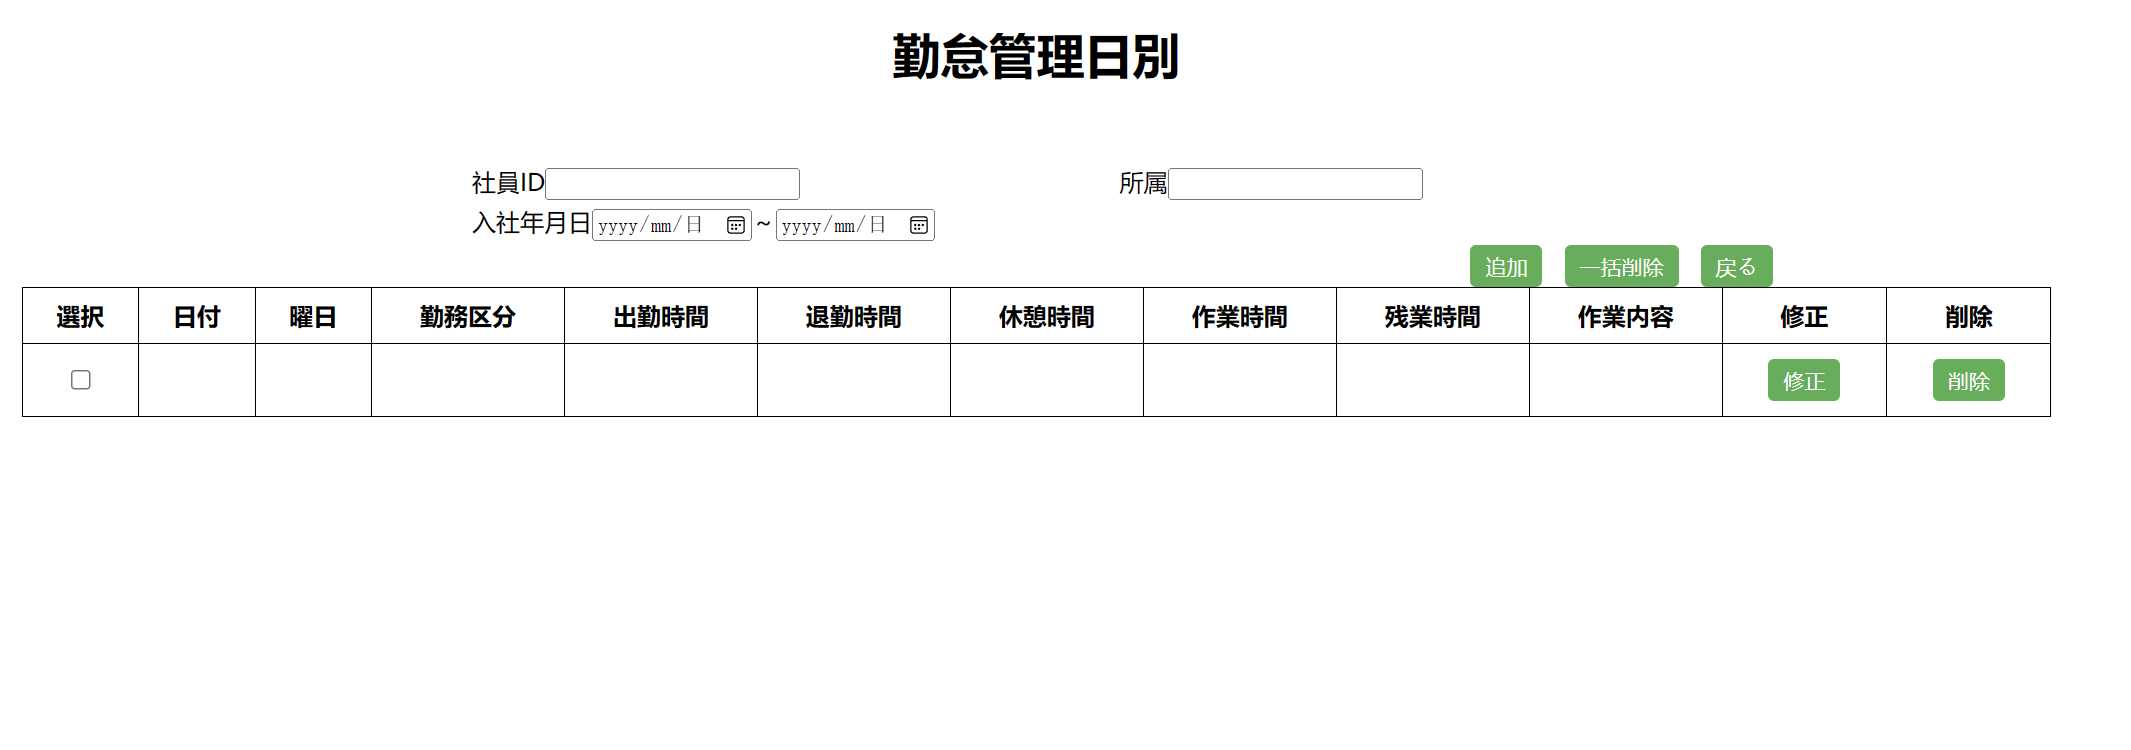 勤怠管理日別
社員ID 所属
入社年月日 yyyy/mm/日 ~ yyyy/mm/日
追加 一括削除 戻る
選択 日付 曜日 勤務区分 出勤時間 退勤時間 休憩時間 作業時間 残業時間 作業内容 修正 削除
修正 削除